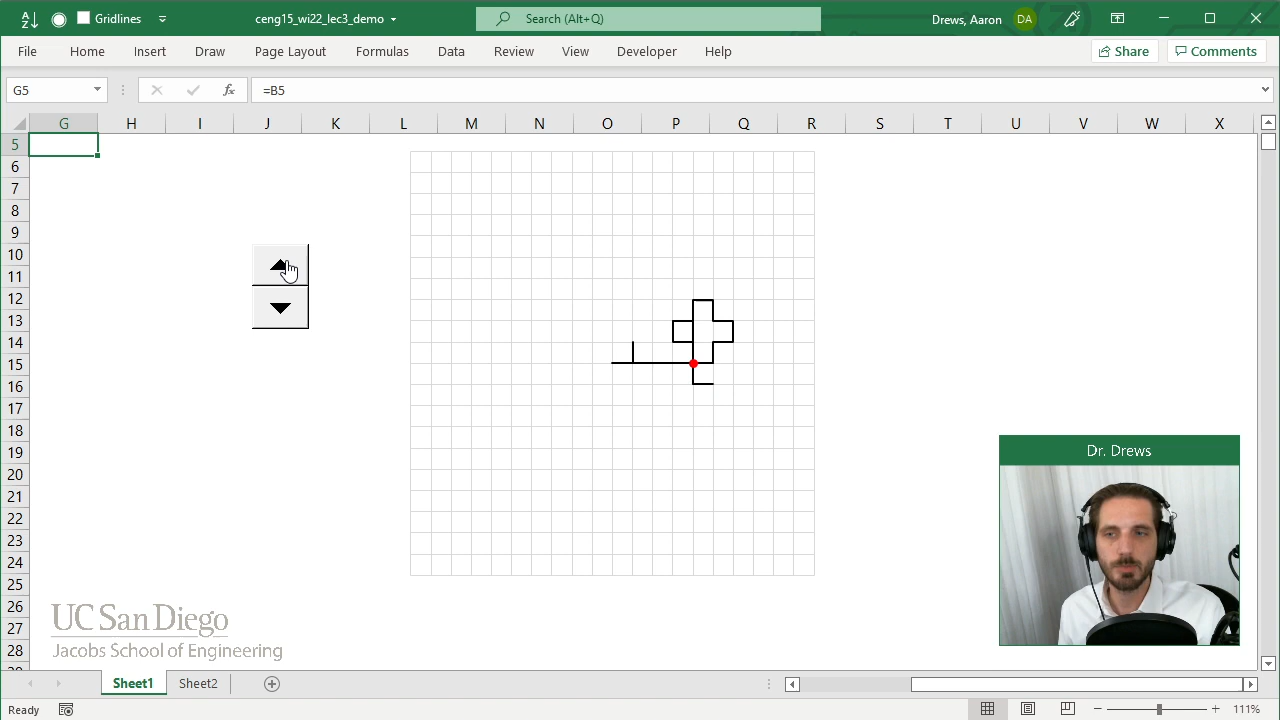 Gridlines
ceng15_wi22_lec3_demo
Search (Alt+Q)
Drews, Aaron
DA
File Home Insert Draw Page Layout Formulas Data Review View Developer Help
Share
Comments
G5
fx
=B5
G H I J K L M N O P Q R S T U V W X
5
6
7
8
9
10
11
12
13
14
15
16
17
18
19
20
21
22
23
24
25
26
27
28
Dr. Drews
UC San Diego
Jacobs School of Engineering
Sheet1 Sheet2
Ready
111%